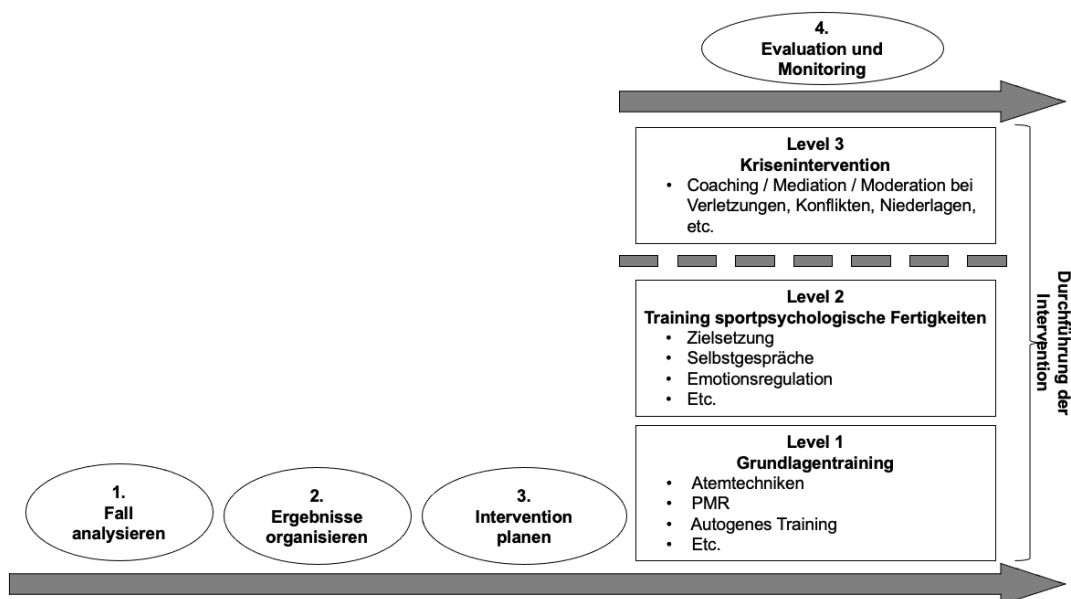 4.
Evaluation und
Monitoring
Level 3
Krisenintervention
• Coaching / Mediation / Moderation bei
Verletzungen, Konflikten, Niederlagen,
etc.
Level 2
Training sportpsychologische Fertigkeiten
• Zielsetzung
• Selbstgespräche
• Emotionsregulation
• Etc.
Level 1
Grundlagentraining
• Atemtechniken
• PMR
• Autogenes Training
• Etc.
Durchführung der
Intervention
1.
Fall
analysieren
2.
Ergebnisse
organisieren
3.
Intervention
planen